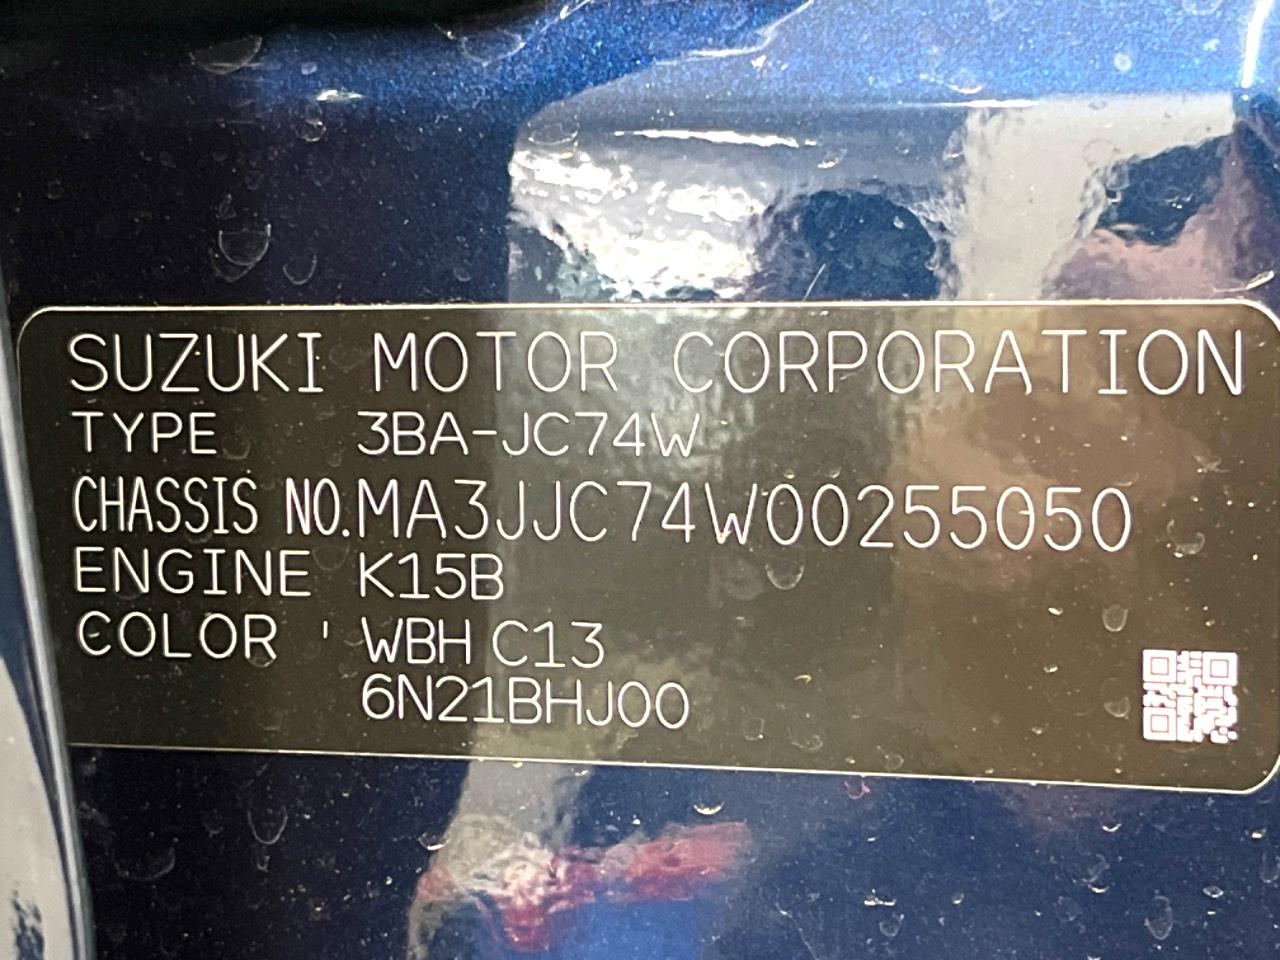 SUZUKI MOTOR CORPORATION
TYPE 3BA-JC74W
CHASSIS NO.MA3JJC74W00255050
ENGINE K15B
COLOR ' WBH C13
6N21BHJ00